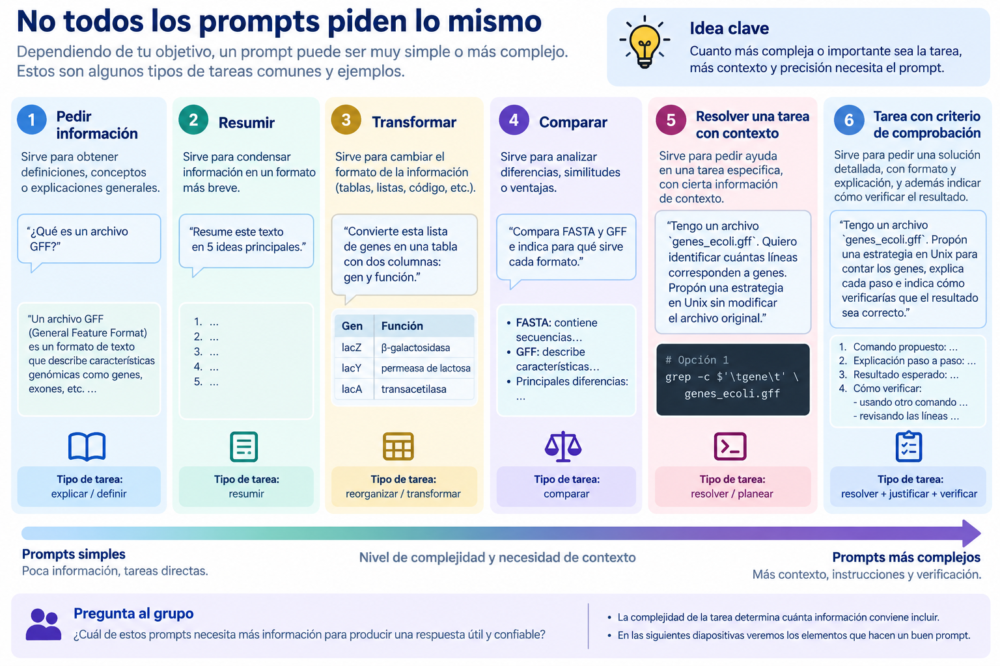 No todos los prompts piden lo mismo
Dependiendo de tu objetivo, un prompt puede ser muy simple o más complejo.
Estos son algunos tipos de tareas comunes y ejemplos.
Idea clave
Cuanto más compleja o importante sea la tarea,
más contexto y precisión necesita el prompt.
1
Pedir
información
Sirve para obtener
definiciones, conceptos
o explicaciones generales.
“¿Qué es un archivo
GFF?”
“Un archivo GFF
(General Feature Format)
es un formato de texto
que describe características
genómicas como genes,
exones, etc. ...
Tipo de tarea:
explicar / definir
2
Resumir
Sirve para condensar
información en un formato
más breve.
“Resume este texto
en 5 ideas principales.”
1. ...
2. ...
3. ...
4. ...
5. ...
Tipo de tarea:
resumir
3
Transformar
Sirve para cambiar el
formato de la información
(tablas, listas, código, etc.).
“Convierte esta lista
de genes en una tabla
con dos columnas:
gen y función.”
Gen Función
lacZ β-galactosidasa
lacY permeasa de lactosa
lacA transacetilasa
Tipo de tarea:
reorganizar / transformar
4
Comparar
Sirve para analizar
diferencias, similitudes
o ventajas.
“Compara FASTA y GFF
e indica para qué sirve
cada formato.”
• FASTA: contiene
secuencias...
• GFF: describe
características...
• Principales diferencias:
...
Tipo de tarea:
comparar
5
Resolver una tarea
con contexto
Sirve para pedir ayuda
en una tarea específica,
con cierta información
de contexto.
“Tengo un archivo
`genes_ecoli.gff`. Quiero
identificar cuántas líneas
corresponden a genes.
Propón una estrategia
en Unix sin modificar
el archivo original.”
# Opción 1
grep -c $'\tgene\t' \
genes_ecoli.gff
Tipo de tarea:
resolver / planear
6
Tarea con criterio
de comprobación
Sirve para pedir una solución
detallada, con formato y
explicación, y además indicar
cómo verificar el resultado.
“Tengo un archivo
`genes_ecoli.gff`. Propón
una estrategia en Unix para
contar los genes, explica
cada paso e indica cómo
verificarías que el resultado
sea correcto.”
1. Comando propuesto: ...
2. Explicación paso a paso: ...
3. Resultado esperado: ...
4. Cómo verificar:
- usando otro comando ...
- revisando las líneas ...
Tipo de tarea:
resolver + justificar + verificar
Prompts simples
Poca información, tareas directas.
Nivel de complejidad y necesidad de contexto
Prompts más complejos
Más contexto, instrucciones y verificación.
Pregunta al grupo
¿Cuál de estos prompts necesita más información para producir una respuesta útil y confiable?
• La complejidad de la tarea determina cuánta información conviene incluir.
• En las siguientes diapositivas veremos los elementos que hacen un buen prompt.